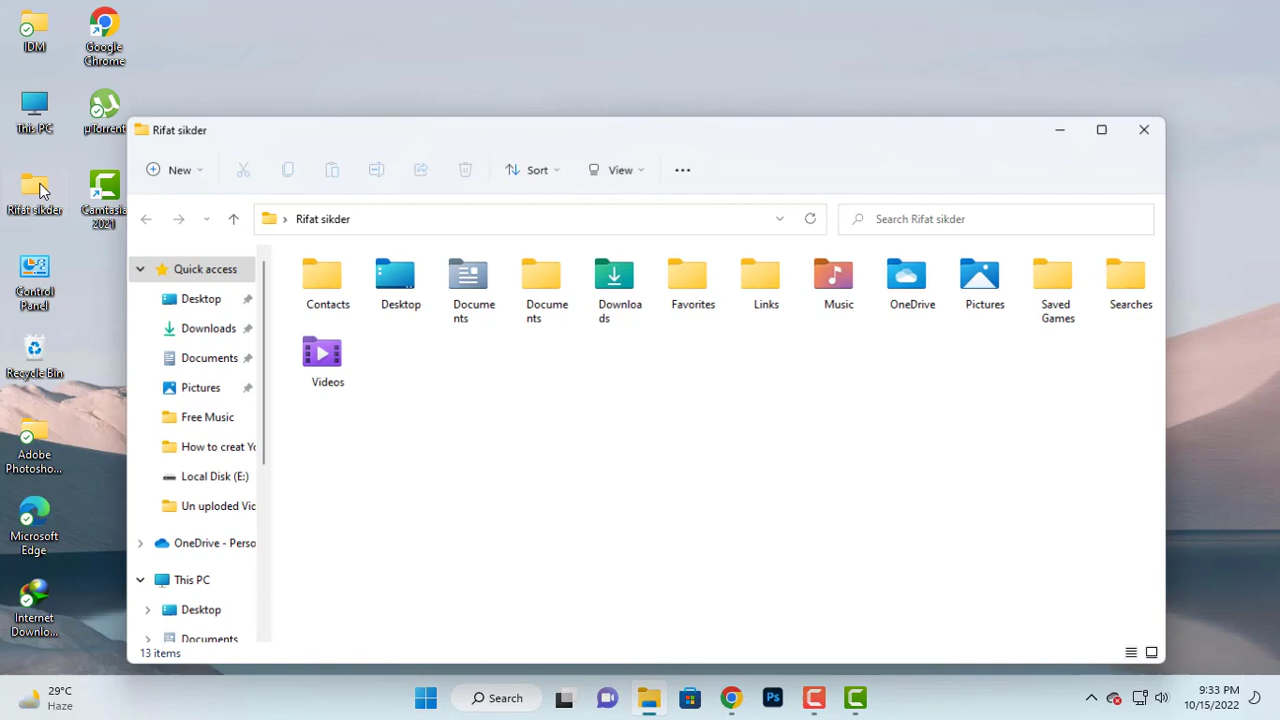 IDM
Google
Chrome
This PC
µTorrent
Rifat sikder
Camtasia
2021
Control
Panel
Recycle Bin
Adobe
Photosho...
Microsoft
Edge
Internet
Downlo...
Rifat sikder
New
Sort
View
Rifat sikder
Search Rifat sikder
Quick access
Desktop
Downloads
Documents
Pictures
Free Music
How to creat Yo
Local Disk (E:)
Un uploded Vid
OneDrive - Perso
This PC
Desktop
Documents
Contacts
Desktop
Docume
nts
Docume
nts
Downloa
ds
Favorites
Links
Music
OneDrive
Pictures
Saved
Games
Searches
Videos
13 items
29°C
Haze
Search
Ps
9:33 PM
10/15/2022